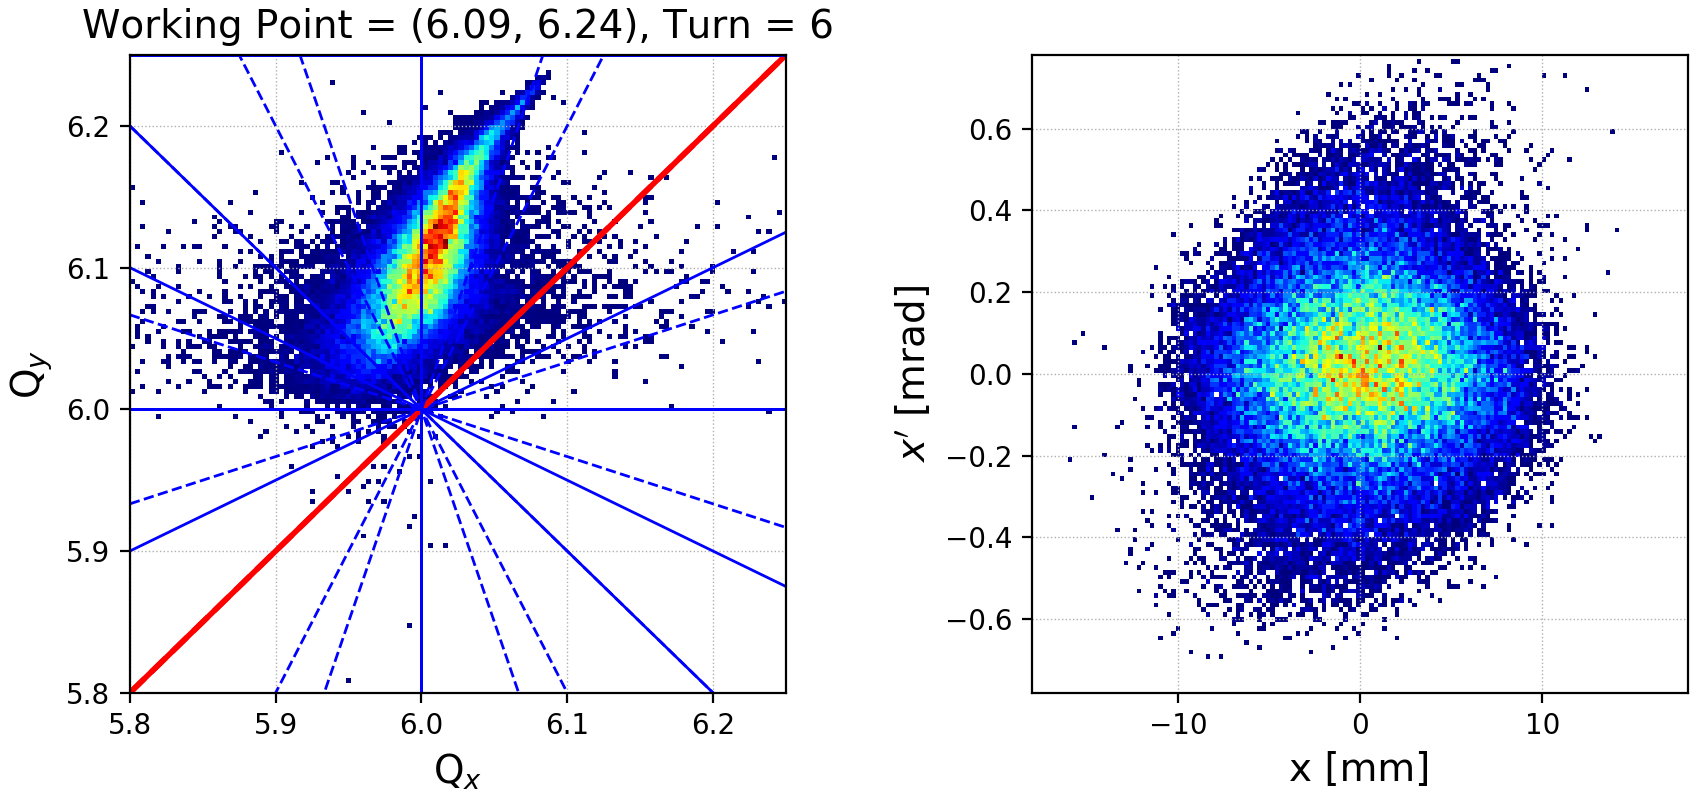 Working Point = (6.09, 6.24), Turn = 6
6.2
6.1
6.0
5.9
5.8
Qy
5.8 5.9 6.0 6.1 6.2
Qx
0.6
0.4
0.2
0.0
−0.2
−0.4
−0.6
x′ [mrad]
−10 0 10
x [mm]